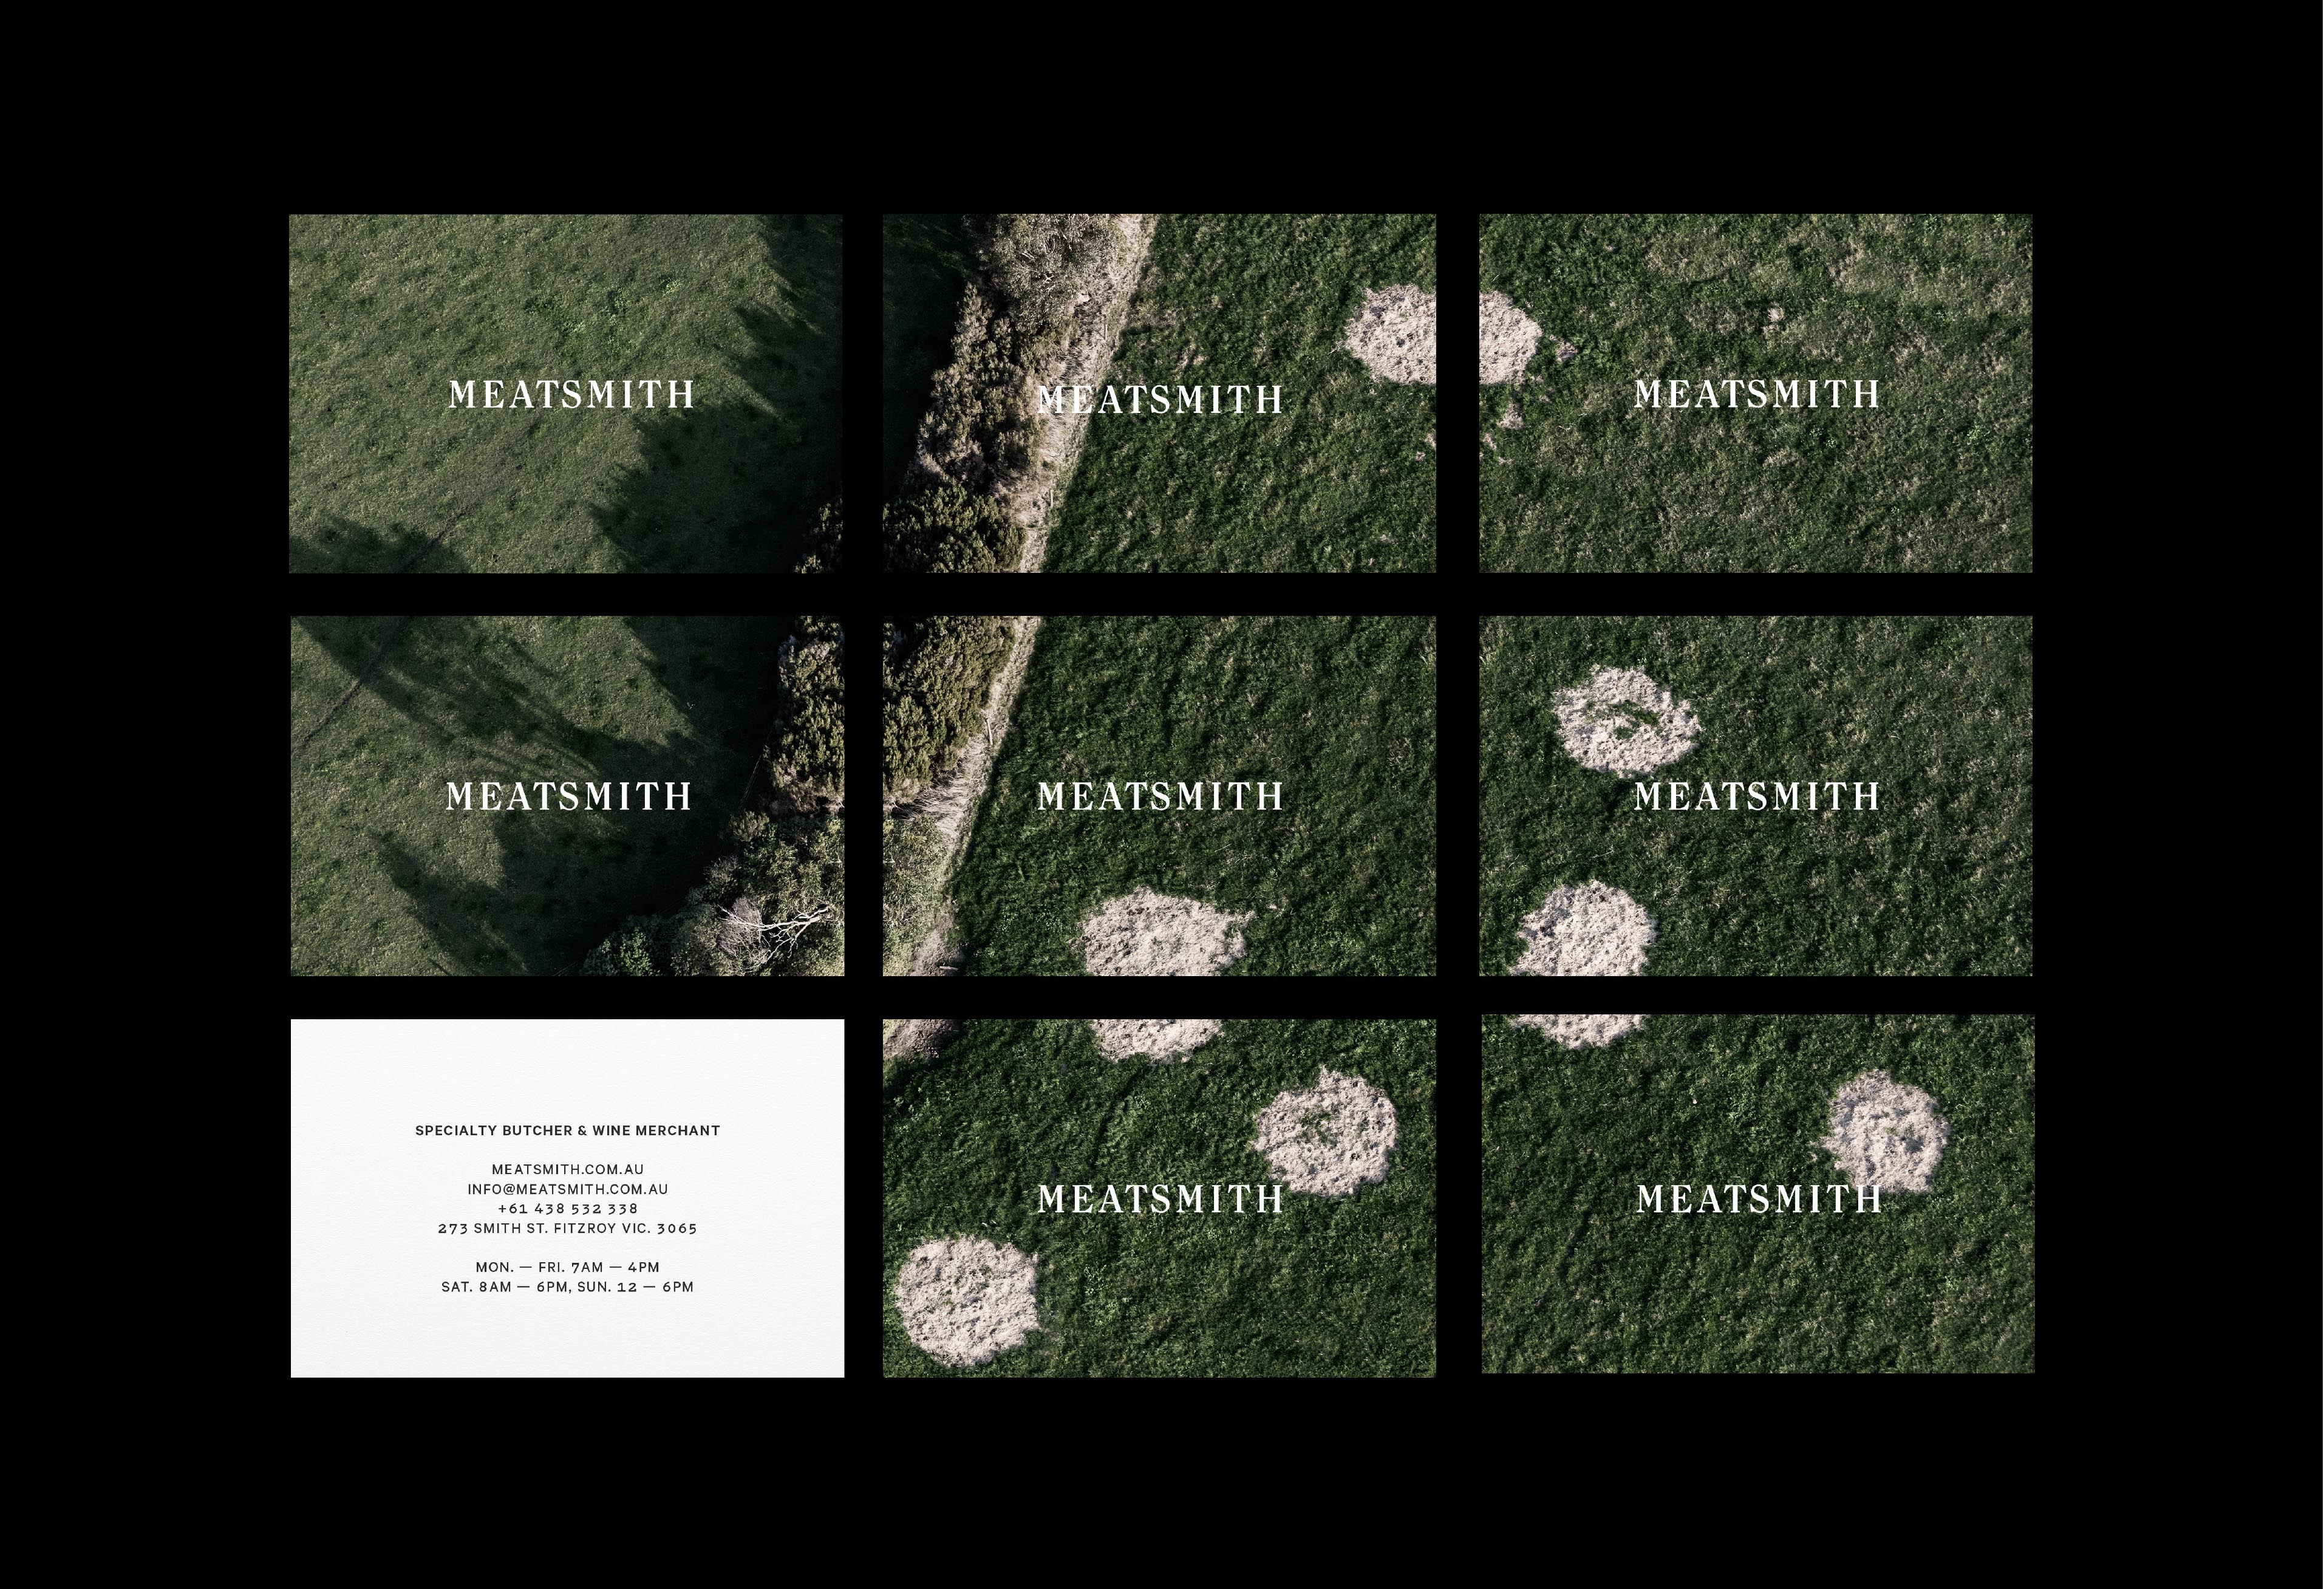 MEATSMITH
MEATSMITH
MEATSMITH
MEATSMITH
MEATSMITH
MEATSMITH
SPECIALTY BUTCHER & WINE MERCHANT
MEATSMITH.COM.AU
INFO@MEATSMITH.COM.AU
+61 438 532 338
273 SMITH ST. FITZROY VIC. 3065
MON. — FRI. 7AM — 4PM
SAT. 8AM — 6PM, SUN. 12 — 6PM
MEATSMITH
MEATSMITH